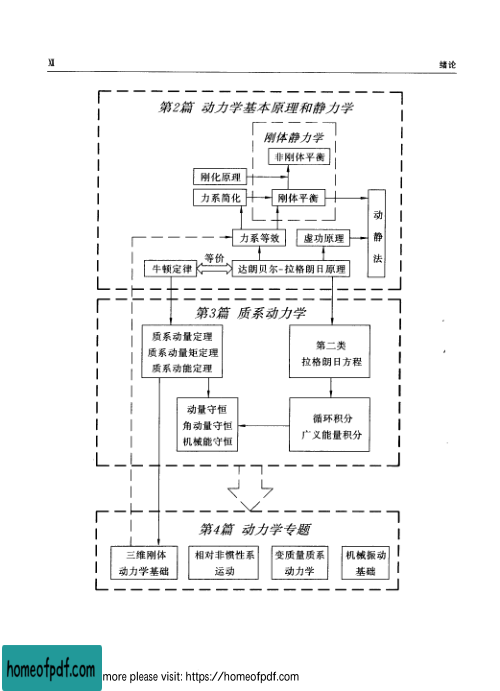 XI
绪论
第2篇 动力学基本原理和静力学
刚体静力学
非刚体平衡
刚化原理
力系简化
刚体平衡
动静法
力系等效
虚功原理
等价
牛顿定律
达朗贝尔-拉格朗日原理
第3篇 质系动力学
质系动量定理
质系动量矩定理
质系动能定理
第二类
拉格朗日方程
动量守恒
角动量守恒
机械能守恒
循环积分
广义能量积分
第4篇 动力学专题
三维刚体
动力学基础
相对非惯性系
运动
变质量质系
动力学
机械振动
基础
homeofpdf.com
more please visit: https://homeofpdf.com